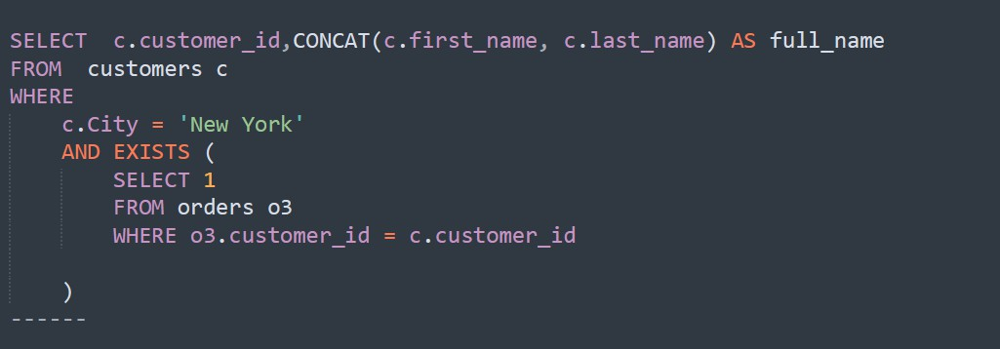 SELECT  c.customer_id,CONCAT(c.first_name, c.last_name) AS full_name
FROM  customers c
WHERE
    c.City = 'New York'
    AND EXISTS (
        SELECT 1
        FROM orders o3
        WHERE o3.customer_id = c.customer_id
    )
------